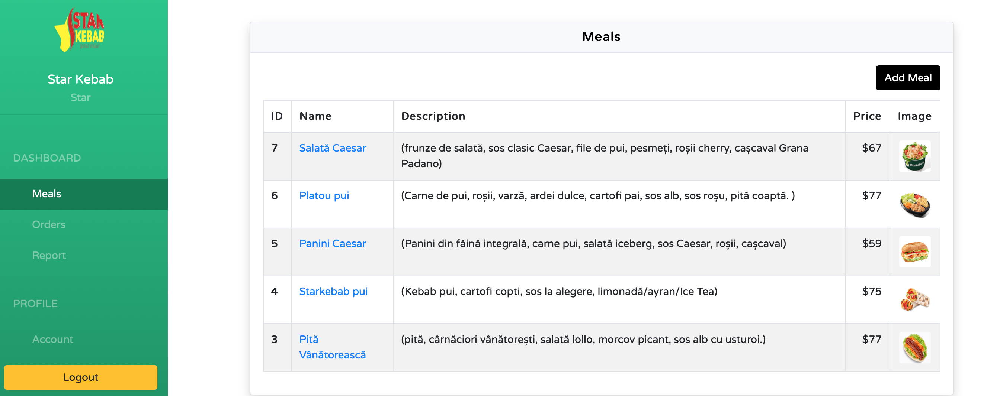 STAR
KEBAB
gustul visului!
Star Kebab
Star
DASHBOARD
Meals
Orders
Report
PROFILE
Account
Logout
Meals
Add Meal
ID Name Description Price Image
7 Salată Caesar (frunze de salată, sos clasic Caesar, file de pui, pesmeți, roșii cherry, cașcaval Grana $67
Padano)
starkebab
6 Platou pui (Carne de pui, roșii, varză, ardei dulce, cartofi pai, sos alb, sos roșu, pită coaptă. ) $77
5 Panini Caesar (Panini din făină integrală, carne pui, salată iceberg, sos Caesar, roșii, cașcaval) $59
4 Starkebab pui (Kebab pui, cartofi copti, sos la alegere, limonadă/ayran/Ice Tea) $75
3 Pită (pită, cârnăciori vânătorești, salată lollo, morcov picant, sos alb cu usturoi.) $77
Vânătorească